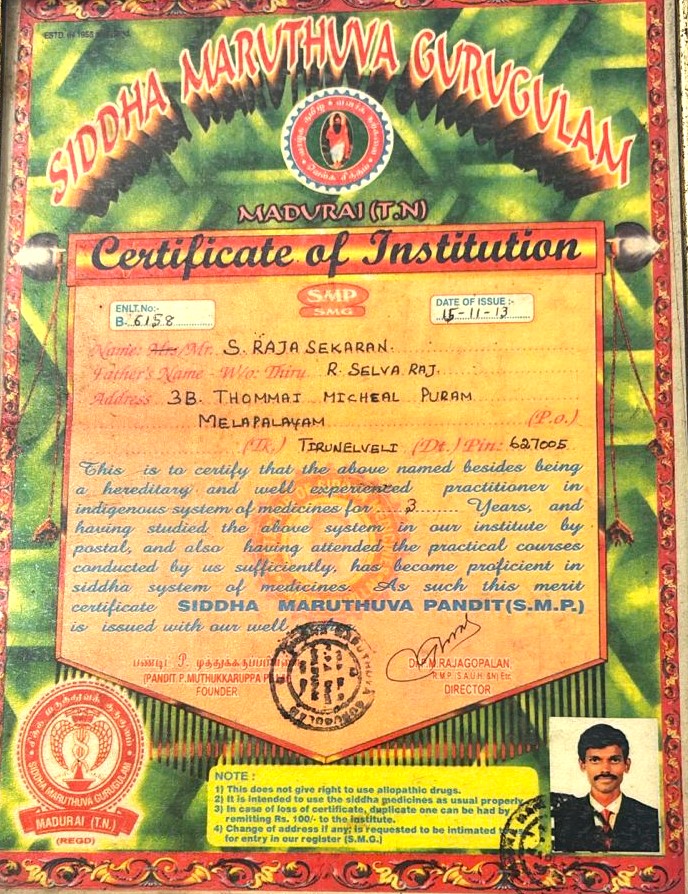 ESTD. IN 1958
SIDDHA MARUTHUVA GURUGULAM
MADURAI (T.N)
Certificate of Institution
SMP
SMG
ENLT.No:-
B 6158
DATE OF ISSUE :-
15-11-13
Name: Mrs/Mr. S. RAJA SEKARAN.
Father's Name - W/o: Thiru R. SELVA RAJ.
Address 3B. THOMMAI MICHEAL PURAM
MELAPALAYAM (P.o.)
(Tk.) TIRUNELVELI (Dt.) Pin: 627005
This is to certify that the above named besides being
a hereditary and well experienced practitioner in
indigenous system of medicines for ....3........ Years, and
having studied the above system in our institute by
postal, and also having attended the practical courses
conducted by us sufficiently, has become proficient in
siddha system of medicines. As such this merit
certificate SIDDHA MARUTHUVA PANDIT(S.M.P.)
is issued with our well
பண்டிட் P. முத்துக்கருப்ப
(PANDIT.P.MUTHUKKARUPPA
FOUNDER
Dr.P.M.RAJAGOPALAN,
R.M.P. S.A.U.H. &N) Etc
DIRECTOR
SIDDHA MARUTHUVA GURUGULAM
MADURAI (T.N.)
(REGD)
NOTE :
1) This does not give right to use allopathic drugs.
2) It is intended to use the siddha medicines as usual properly.
3) In case of loss of certificate, duplicate one can be had by
remitting Rs. 100/- to the institute.
4) Change of address if any; is requested to be intimated
for entry in our register (S.M.G.)